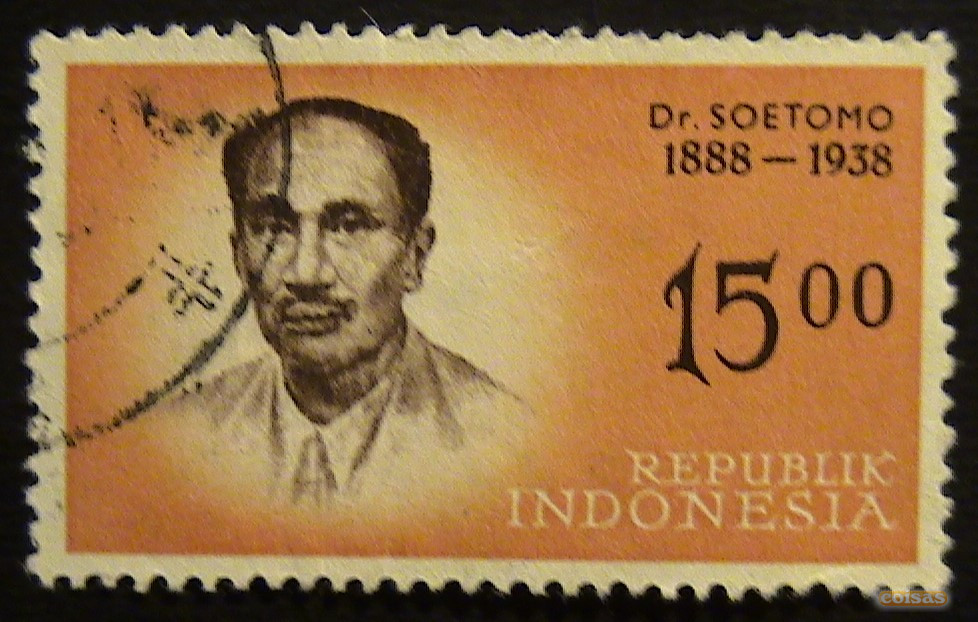 Dr. SOETOMO
1888 — 1938
15 00
REPUBLIK
INDONESIA
coisas